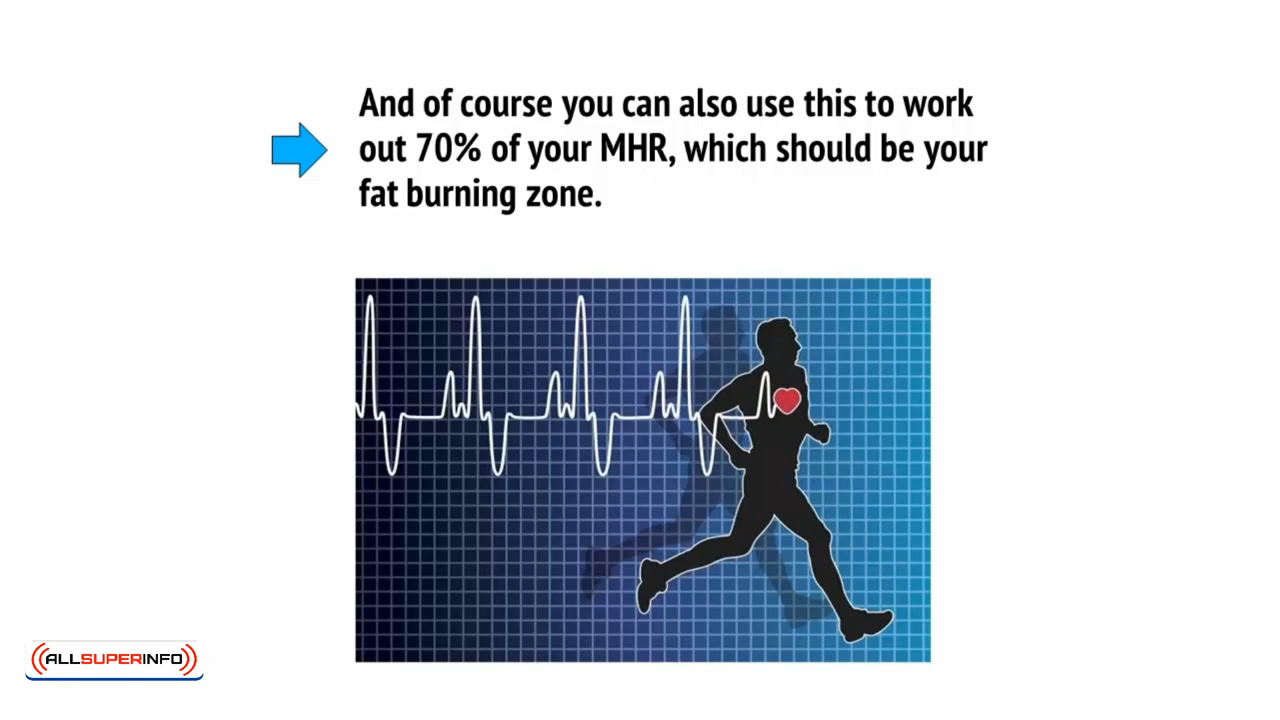 And of course you can also use this to work
out 70% of your MHR, which should be your
fat burning zone.
ALLSUPERINFO